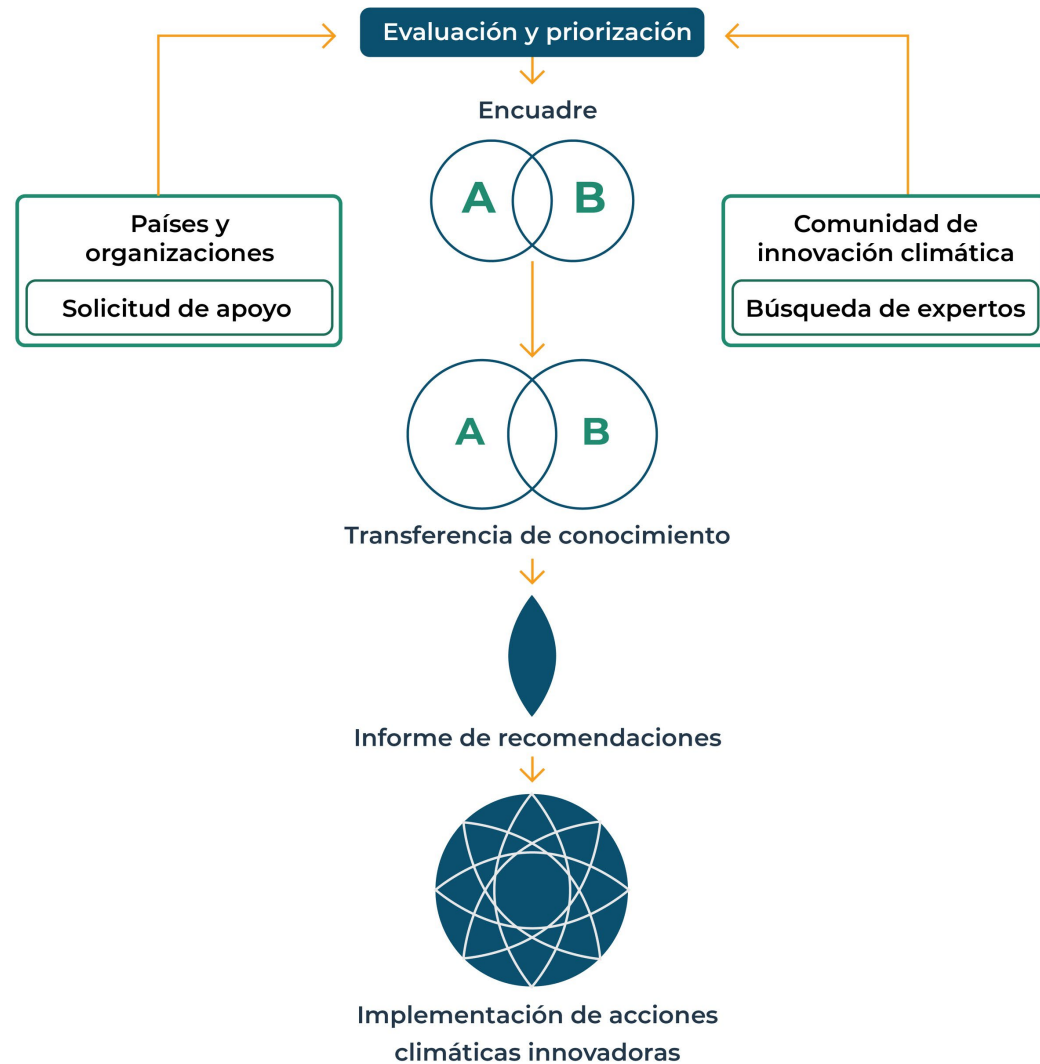 Evaluación y priorización
Encuadre
A
B
Países y
organizaciones
Solicitud de apoyo
Comunidad de
innovación climática
Búsqueda de expertos
A
B
Transferencia de conocimiento
Informe de recomendaciones
Implementación de acciones
climáticas innovadoras